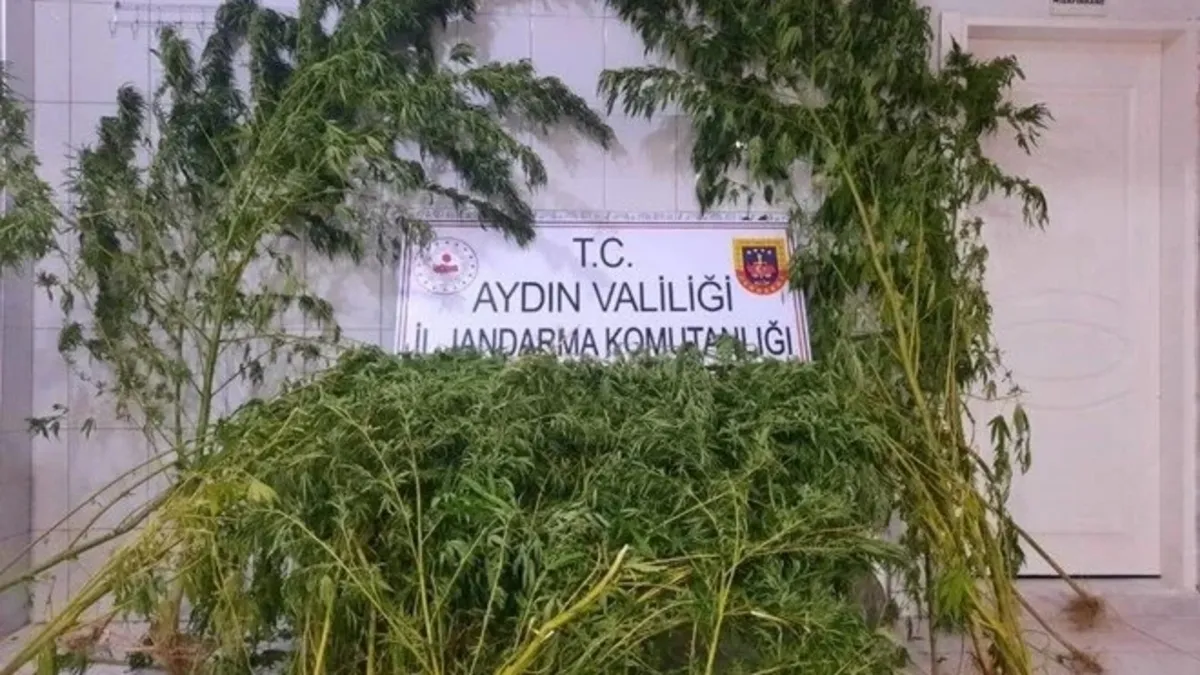 T.C.
AYDIN VALİLİĞİ
İL JANDARMA KOMUTANLIĞI